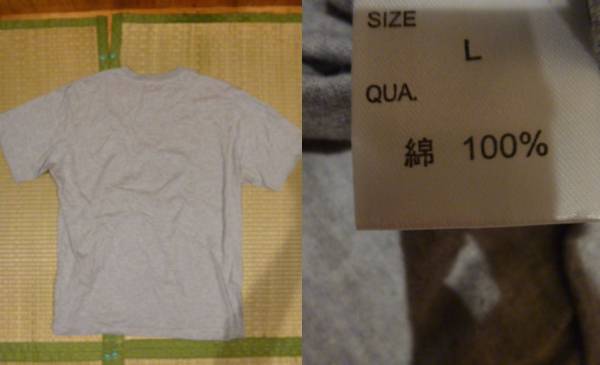 SIZE
L
QUA.
綿 100%